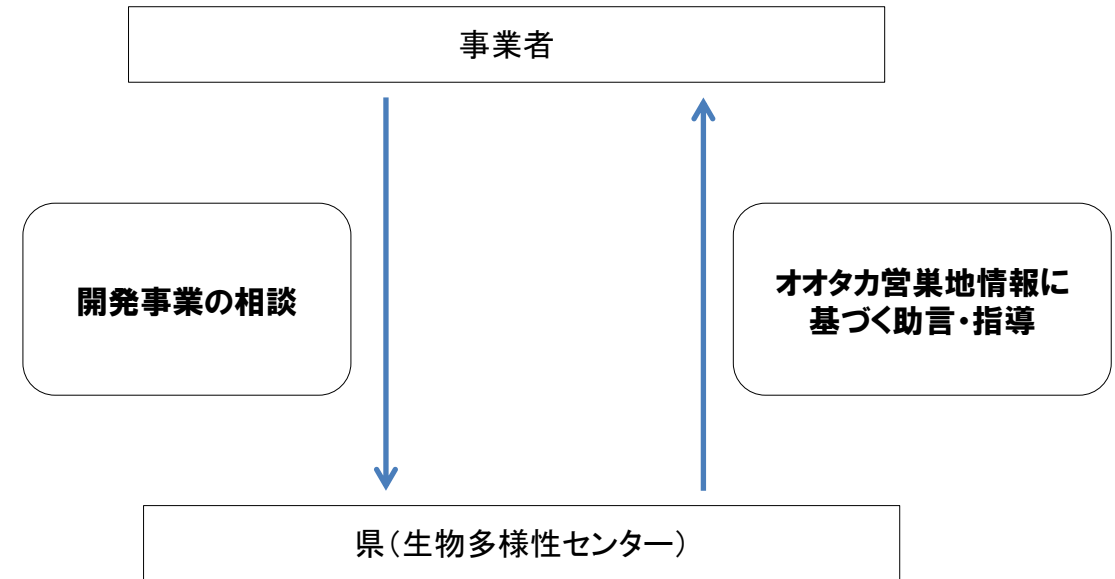 事業者
開発事業の相談
オオタカ営巣地情報に
基づく助言・指導
県（生物多様性センター）